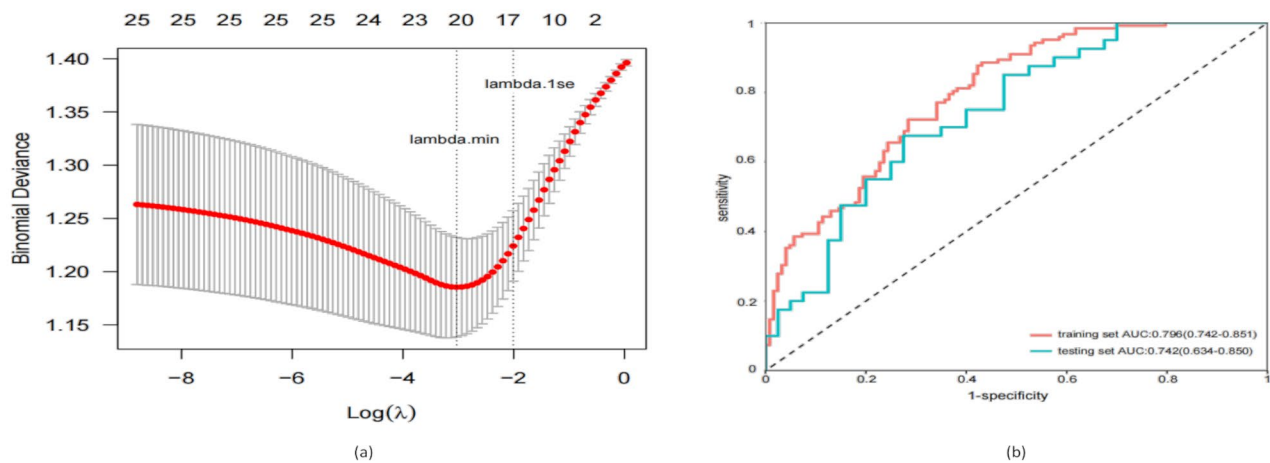 25 25 25 25 25 24 23 20 17 10 2
1.40
1.35
1.30
1.25
1.20
1.15
Binomial Deviance
lambda.1se
lambda.min
−8 −6 −4 −2 0
Log(λ)
(a)
1
0.8
0.6
0.4
0.2
0
sensitivity
training set AUC:0.796(0.742-0.851)
testing set AUC:0.742(0.634-0.850)
0 0.2 0.4 0.6 0.8 1
1-specificity
(b)